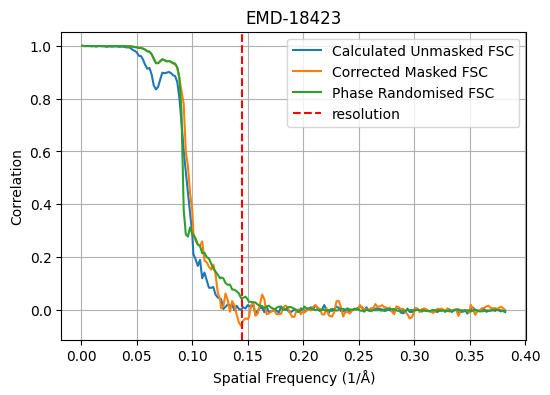 EMD-18423
Calculated Unmasked FSC
Corrected Masked FSC
Phase Randomised FSC
resolution
Correlation
1.0
0.8
0.6
0.4
0.2
0.0
0.00 0.05 0.10 0.15 0.20 0.25 0.30 0.35 0.40
Spatial Frequency (1/Å)